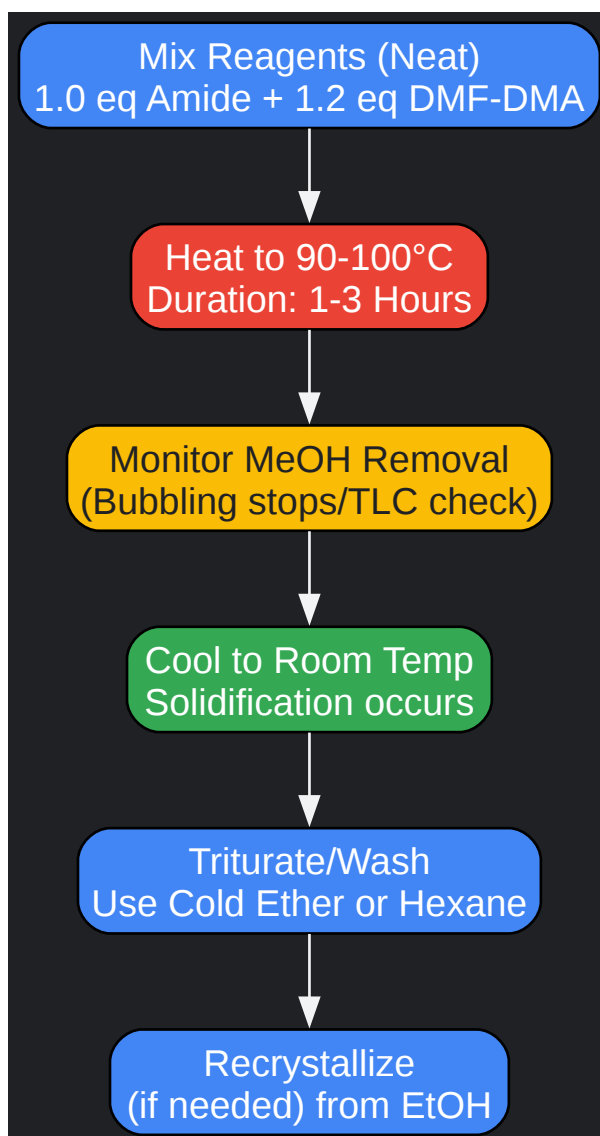 Mix Reagents (Neat)
1.0 eq Amide + 1.2 eq DMF-DMA
Heat to 90-100°C
Duration: 1-3 Hours
Monitor MeOH Removal
(Bubbling stops/TLC check)
Cool to Room Temp
Solidification occurs
Triturate/Wash
Use Cold Ether or Hexane
Recrystallize
(if needed) from EtOH